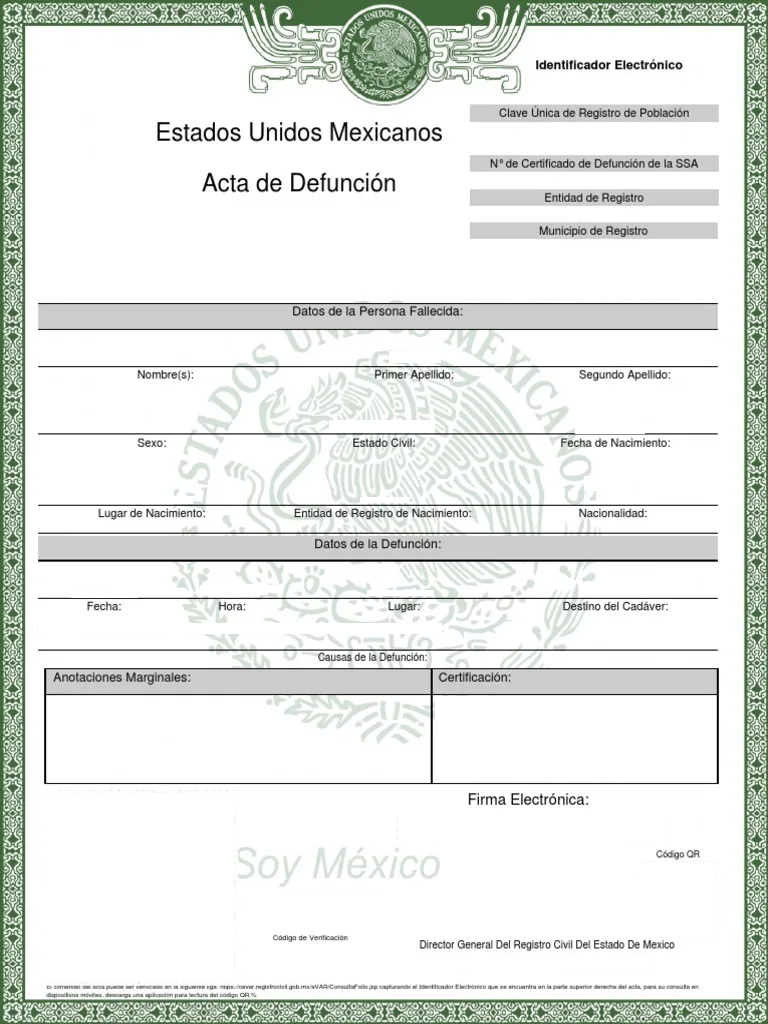 ESTADOS UNIDOS MEXICANOS
Identificador Electrónico
Clave Única de Registro de Población
Estados Unidos Mexicanos
N° de Certificado de Defunción de la SSA
Acta de Defunción
Entidad de Registro
Municipio de Registro
Datos de la Persona Fallecida:
ESTADOS UNIDOS MEXICANOS
Nombre(s): Primer Apellido: Segundo Apellido:
Sexo: Estado Civil: Fecha de Nacimiento:
Lugar de Nacimiento: Entidad de Registro de Nacimiento: Nacionalidad:
Datos de la Defunción:
Fecha: Hora: Lugar: Destino del Cadáver:
Causas de la Defunción:
Anotaciones Marginales: Certificación:
Firma Electrónica:
Código QR
Soy México
Código de Verificación
Director General Del Registro Civil Del Estado De Mexico
El contenido del acta puede ser verificado en la siguiente liga: https://cevar.registrocivil.gob.mx/eVAR/ConsultaFolio.jsp capturando el Identificador Electrónico que se encuentra en la parte superior derecha del acta, para su consulta en
dispositivos móviles, descarga una aplicación para lectura del código QR.%